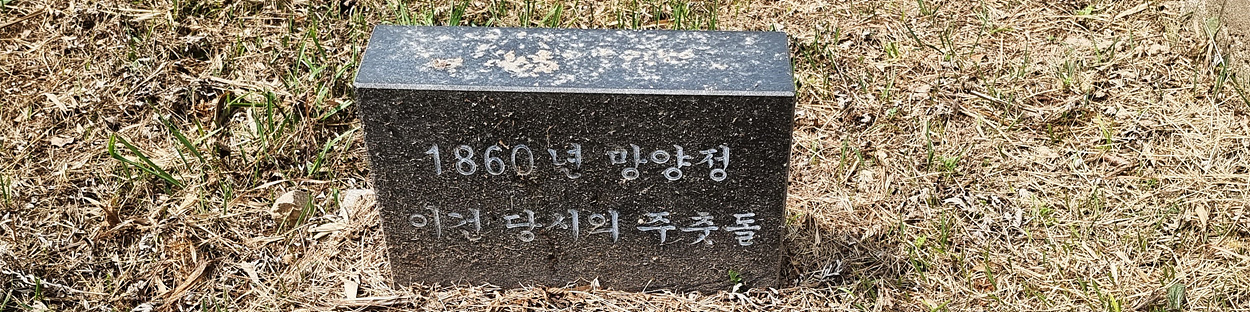 1860년 망양정
이건 당시의 주춧돌